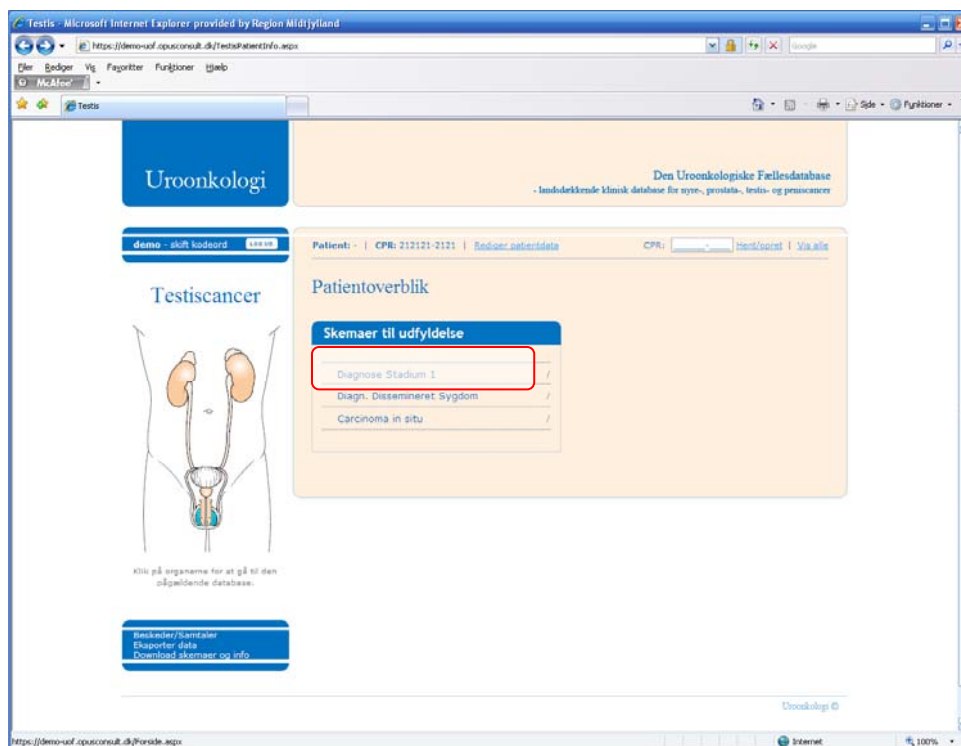 Testis - Microsoft Internet Explorer provided by Region Midtjylland
https://demo-uof.opusconsult.dk/TestisPatientInfo.aspx
Google
Filer Rediger Vis Favoritter Funktioner Hjælp
McAfee
Testis
Side Funktioner
Uroonkologi
Den Uroonkologiske Fællesdatabase
- landsdækkende klinisk database for nyre-, prostata-, testis- og peniscancer
demo - skift kodeord LOG UD
Patient: - | CPR: 212121-2121 | Rediger patientdata CPR: - Hent/opret | Vis alle
Testiscancer
Patientoverblik
Skemaer til udfyldelse
Diagnose Stadium 1 /
Diagn. Dissemineret Sygdom /
Carcinoma in situ /
Klik på organerne for at gå til den
pågældende database.
Beskeder/Samtaler
Eksporter data
Download skemaer og info
Uroonkologi ©
https://demo-uof.opusconsult.dk/Forside.aspx
Internet
100%